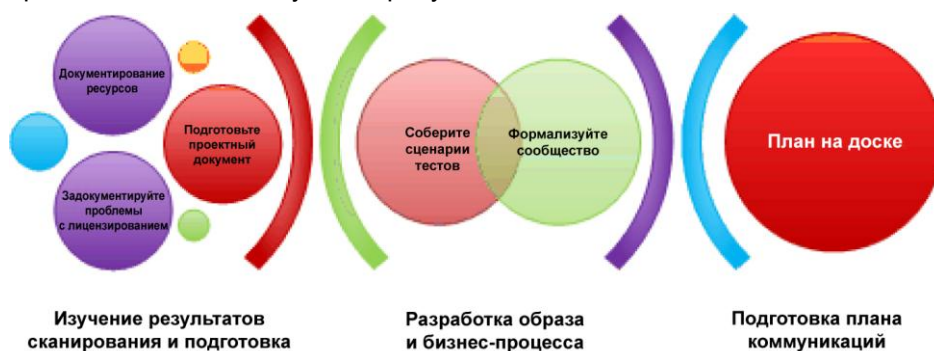 Документирование
ресурсов
Подготовьте
проектный
документ
Задокументируйте
проблемы
с лицензированием
Соберите
сценарии
тестов
Формализуйте
сообщество
План на доске
Изучение результатов
сканирования и подготовка
Разработка образа
и бизнес-процесса
Подготовка плана
коммуникаций